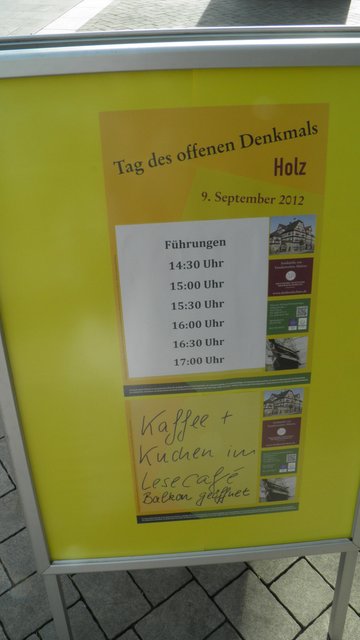 Tag des offenen Denkmals
Holz
9. September 2012
Führungen
14:30 Uhr
15:00 Uhr
15:30 Uhr
16:00 Uhr
16:30 Uhr
17:00 Uhr
Kaffee +
Kuchen im
Lesecafé
Balkon geöffnet